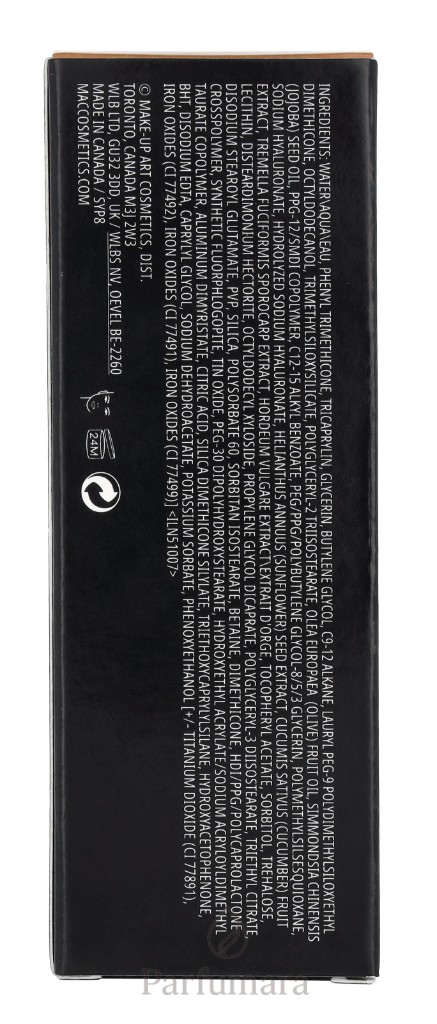 INGREDIENTS: WATER\AQUA\EAU, PHENYL TRIMETHICONE, TRICAPRYLIN, GLYCERIN, BUTYLENE GLYCOL, C9-12 ALKANE, LAURYL PEG-9 POLYDIMETHYLSILOXYETHYL
DIMETHICONE, OCTYLDODECANOL, TRIMETHYLSILOXYSILICATE, POLYGLYCERYL-2 TRIISOSTEARATE, OLEA EUROPAEA (OLIVE) FRUIT OIL, SIMMONDSIA CHINENSIS
(JOJOBA) SEED OIL, PPG-12/SMDI COPOLYMER, C12-15 ALKYL BENZOATE, PEG/PPG/POLYBUTYLENE GLYCOL-8/5/3 GLYCERIN, POLYMETHYLSILSESQUIOXANE,
SODIUM HYALURONATE, HYDROLYZED SODIUM HYALURONATE, HELIANTHUS ANNUUS (SUNFLOWER) SEED EXTRACT, CUCUMIS SATIVUS (CUCUMBER) FRUIT
EXTRACT, TREMELLA FUCIFORMIS SPOROCARP EXTRACT, HORDEUM VULGARE EXTRACT\EXTRAIT D'ORGE, TOCOPHERYL ACETATE, SORBITOL, TREHALOSE,
LECITHIN, DISTEARDIMONIUM HECTORITE, OCTYLDODECYL XYLOSIDE, PROPYLENE GLYCOL DICAPRATE, POLYGLYCERYL-3 DIISOSTEARATE, TRIETHYL CITRATE,
DISODIUM STEAROYL GLUTAMATE, PVP, SILICA, POLYSORBATE 60, SORBITAN ISOSTEARATE, BETAINE, DIMETHICONE, HDI/PPG/POLYCAPROLACTONE
CROSSPOLYMER, SYNTHETIC FLUORPHLOGOPITE, TIN OXIDE, PEG-30 DIPOLYHYDROXYSTEARATE, HYDROXYETHYL ACRYLATE/SODIUM ACRYLOYLDIMETHYL
TAURATE COPOLYMER, ALUMINUM DIMYRISTATE, CITRIC ACID, SILICA DIMETHICONE SILYLATE, TRIETHOXYCAPRYLYLSILANE, HYDROXYACETOPHENONE,
BHT, DISODIUM EDTA, CAPRYLYL GLYCOL, SODIUM DEHYDROACETATE, POTASSIUM SORBATE, PHENOXYETHANOL [+/- TITANIUM DIOXIDE (CI 77891),
IRON OXIDES (CI 77492), IRON OXIDES (CI 77491), IRON OXIDES (CI 77499)] <ILN51007>
© MAKE-UP ART COSMETICS, DIST.
TORONTO, CANADA M3J 2W3
WLB LTD, GU32 3DD, UK / WLBS NV, OEVEL BE-2260
MADE IN CANADA / SYP8
MACCOSMETICS.COM
24M
Parfumara